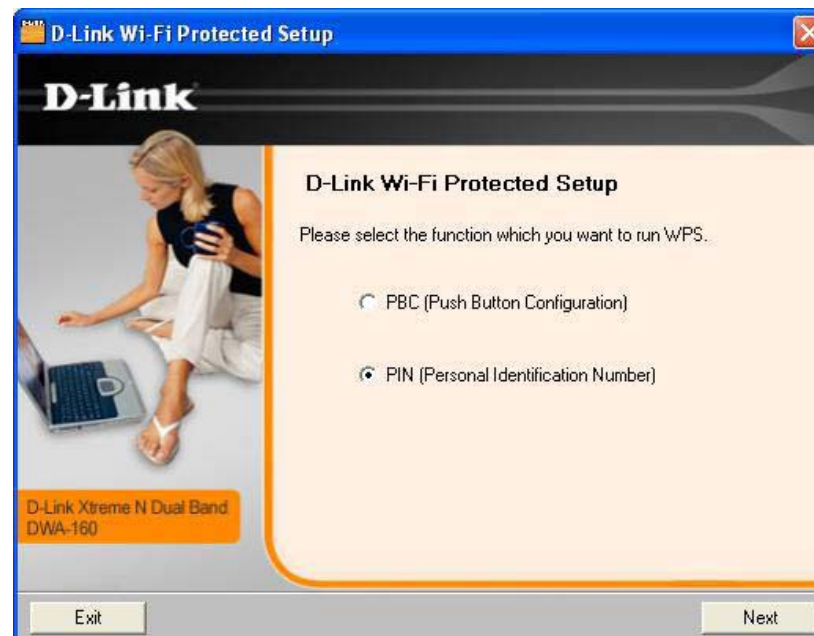 D-Link Wi-Fi Protected Setup
D-Link
D-Link Wi-Fi Protected Setup
Please select the function which you want to run WPS.
PBC (Push Button Configuration)
PIN (Personal Identification Number)
D-Link Xtreme N Dual Band
DWA-160
Exit
Next